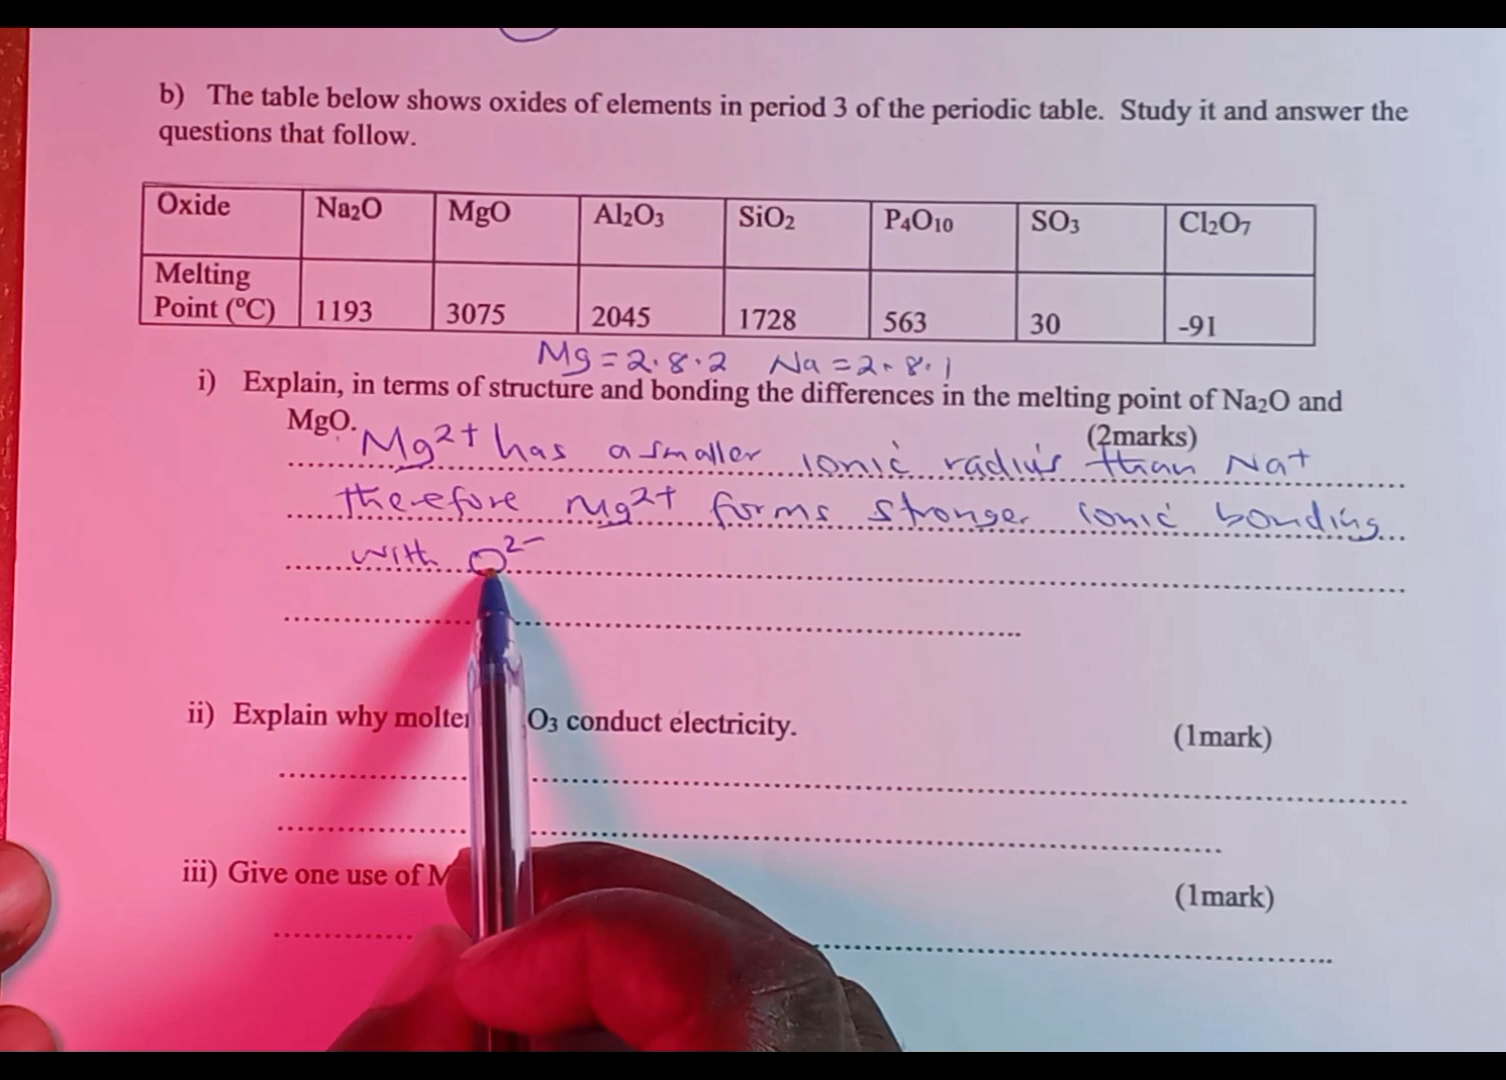 b) The table below shows oxides of elements in period 3 of the periodic table. Study it and answer the
questions that follow.
Oxide Na₂O MgO Al₂O₃ SiO₂ P₄O₁₀ SO₃ Cl₂O₇
Melting
Point (⁰C) 1193 3075 2045 1728 563 30 -91
Mg = 2.8.2 Na = 2.8.1
i) Explain, in terms of structure and bonding the differences in the melting point of Na₂O and
MgO. (2marks)
Mg²⁺ has a smaller ionic radius than Na⁺
therefore Mg²⁺ forms stronger ionic bonding
with O²⁻
ii) Explain why O₃ conduct electricity. (1mark)
iii) Give one use of (1mark)